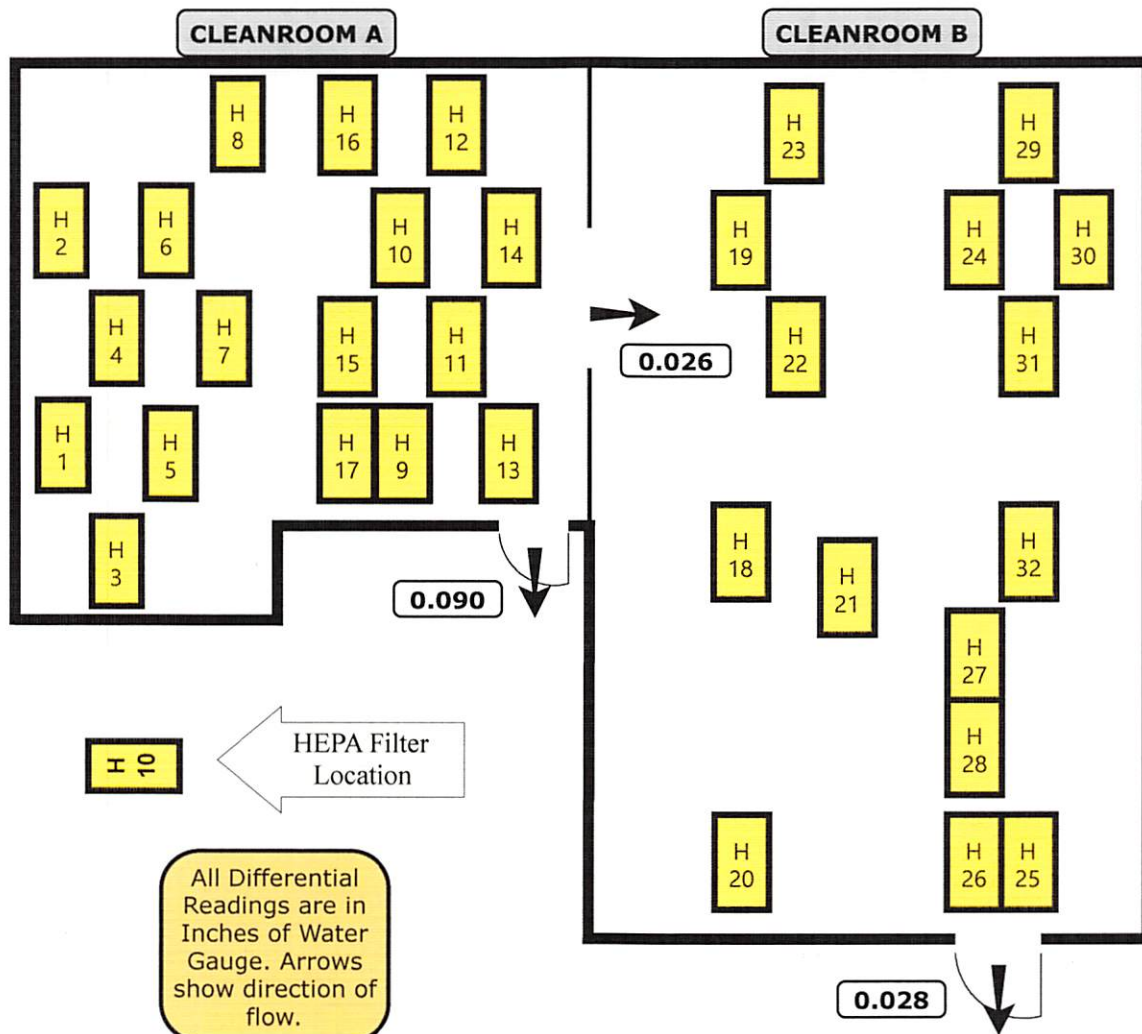 CLEANROOM A
CLEANROOM B
H
8
H
16
H
12
H
23
H
29
H
2
H
6
H
10
H
14
H
19
H
24
H
30
H
4
H
7
H
15
H
11
0.026
H
22
H
31
H
1
H
5
H
17
H
9
H
13
H
3
0.090
H
18
H
21
H
32
H
27
H
28
H
10
HEPA Filter
Location
H
20
H
26
H
25
All Differential
Readings are in
Inches of Water
Gauge. Arrows
show direction of
flow.
0.028